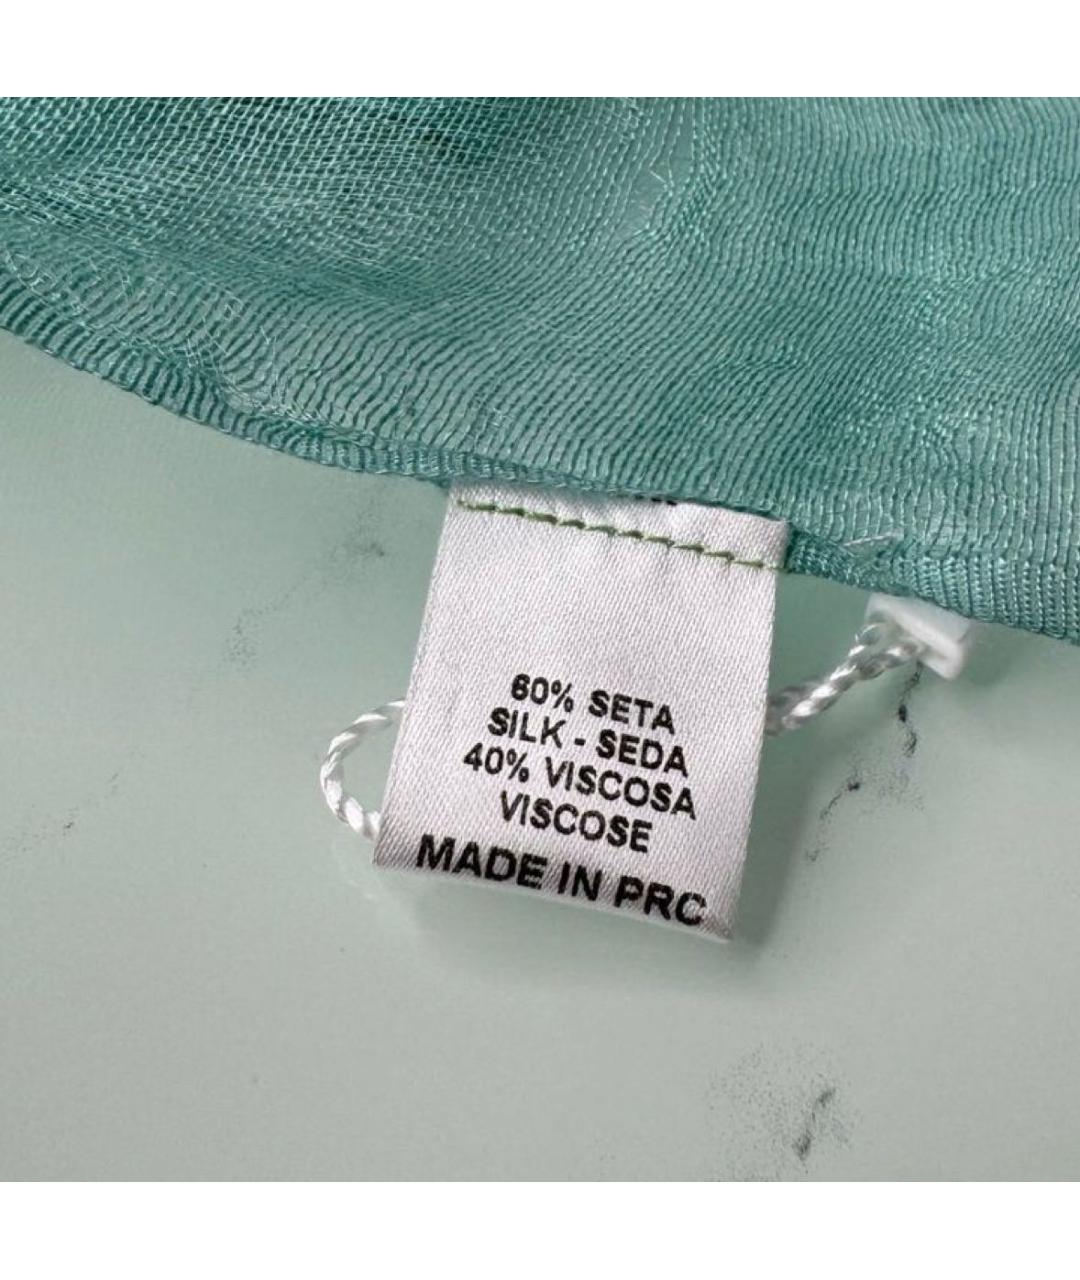 60% SETA
SILK - SEDA
40% VISCOSA
VISCOSE
MADE IN PRC